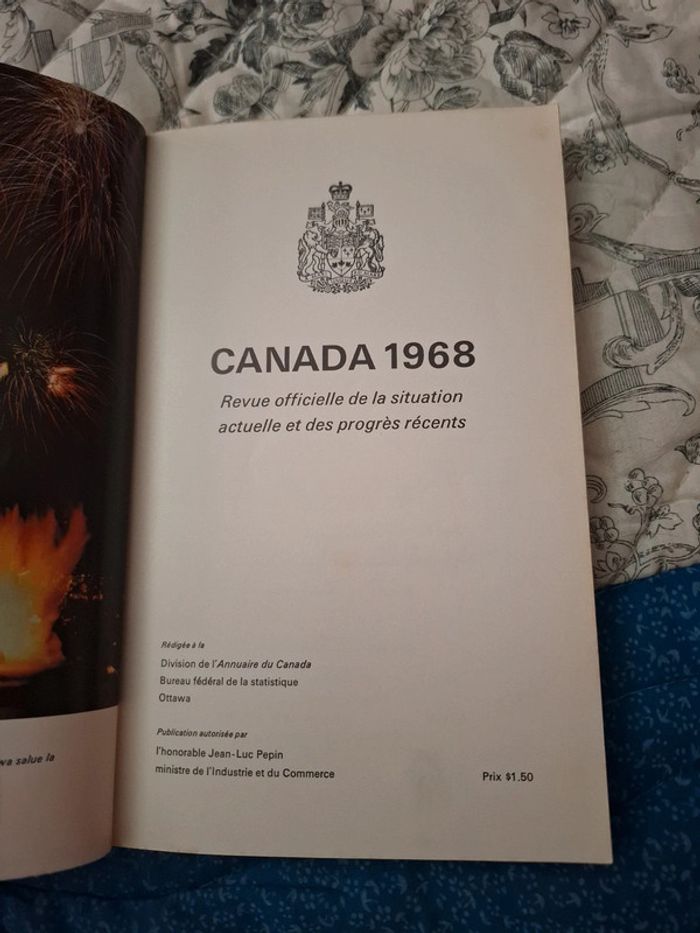 CANADA 1968
Revue officielle de la situation
actuelle et des progrès récents
Rédigée à la
Division de l'Annuaire du Canada
Bureau fédéral de la statistique
Ottawa
Publication autorisée par
l'honorable Jean-Luc Pepin
ministre de l'Industrie et du Commerce
Prix $1.50
salue la